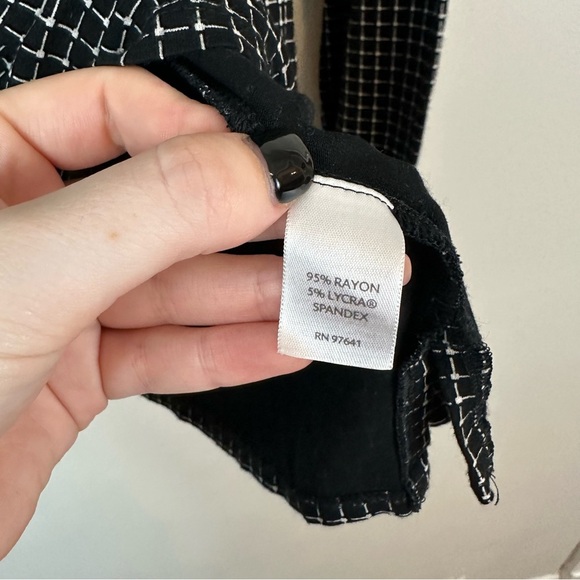 95% RAYON
5% LYCRA®
SPANDEX
RN 97641